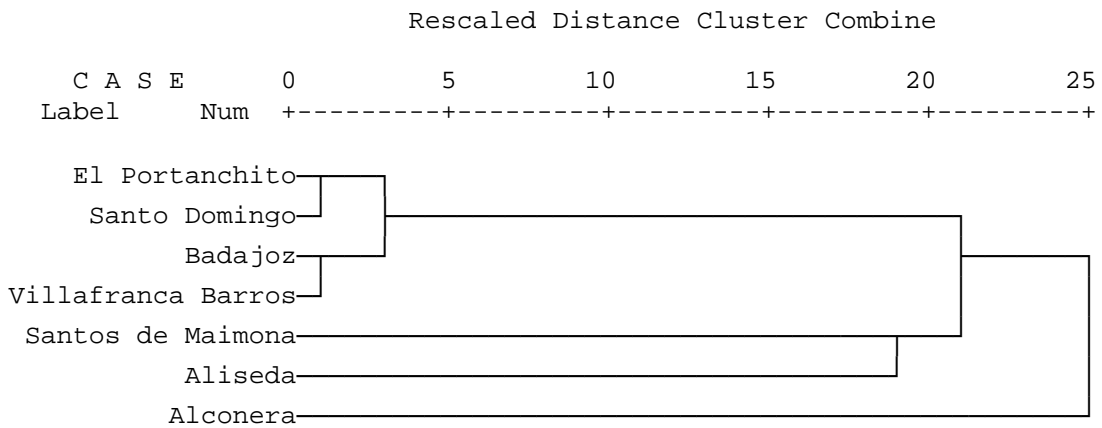 Rescaled Distance Cluster Combine
C A S E 0 5 10 15 20 25
Label Num +---------+---------+---------+---------+---------+
El Portanchito
Santo Domingo
Badajoz
Villafranca Barros
Santos de Maimona
Aliseda
Alconera